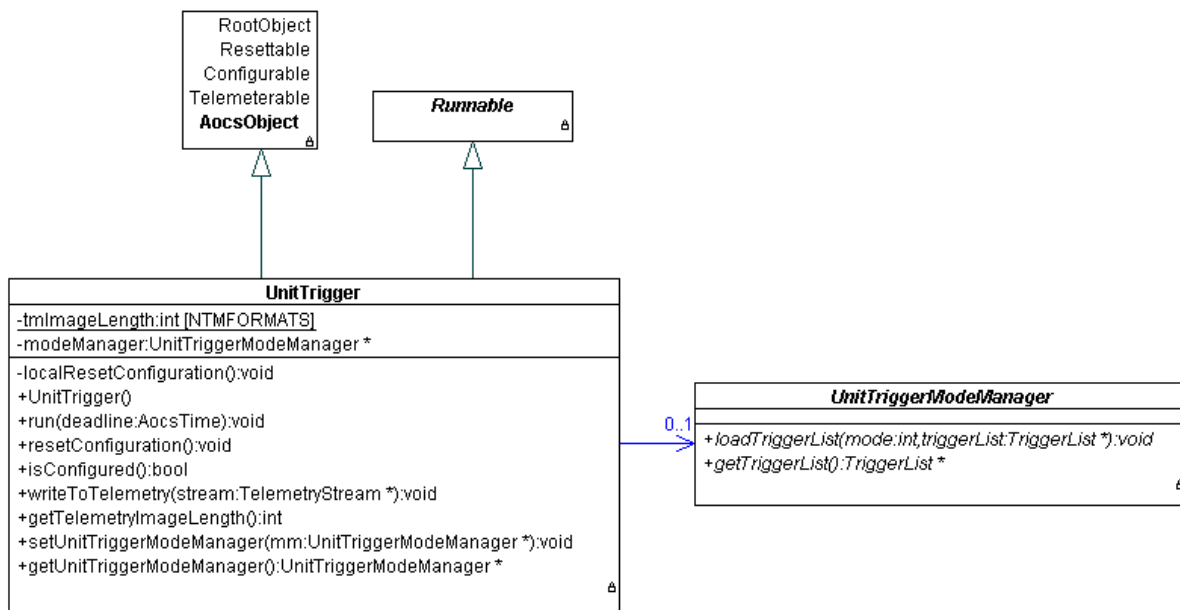 RootObject
Resettable
Configurable
Telemeterable
AocsObject
Runnable
UnitTrigger
-tmImageLength:int [NTMFORMATS]
-modeManager:UnitTriggerModeManager *
-localResetConfiguration():void
+UnitTrigger()
+run(deadline:AocsTime):void
+resetConfiguration():void
+isConfigured():bool
+writeToTelemetry(stream:TelemetryStream *):void
+getTelemetryImageLength():int
+setUnitTriggerModeManager(mm:UnitTriggerModeManager *):void
+getUnitTriggerModeManager():UnitTriggerModeManager *
0..1
UnitTriggerModeManager
+loadTriggerList(mode:int,triggerList:TriggerList *):void
+getTriggerList():TriggerList *